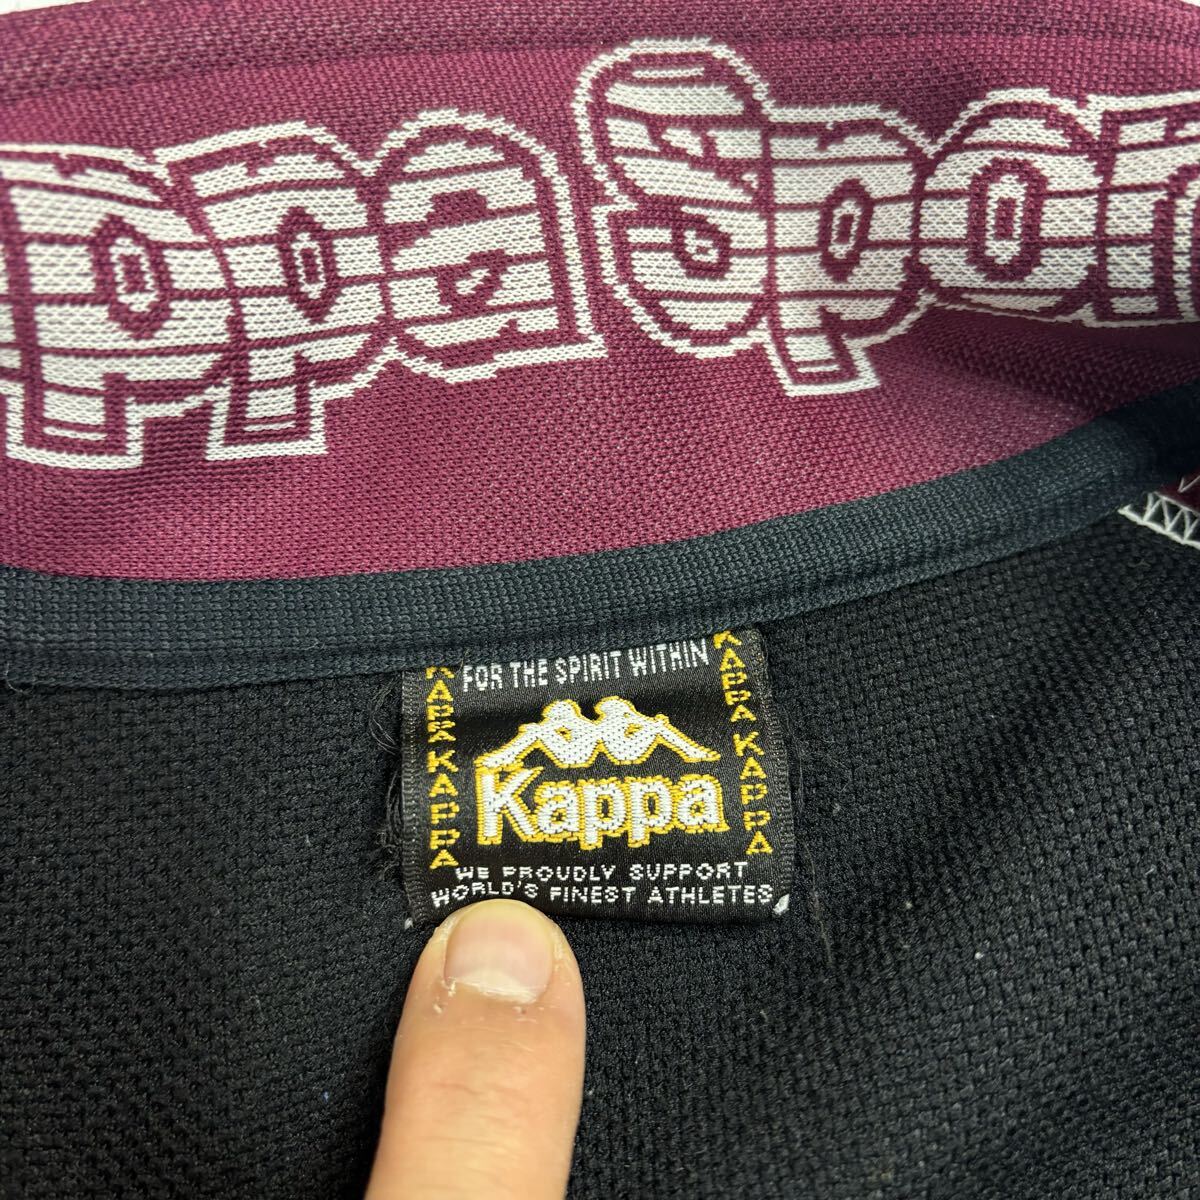 ppa Spor
FOR THE SPIRIT WITHIN
KAPPA KAPPA
KAPPA KAPPA
Kappa
WE PROUDLY SUPPORT
WORLD'S FINEST ATHLETES